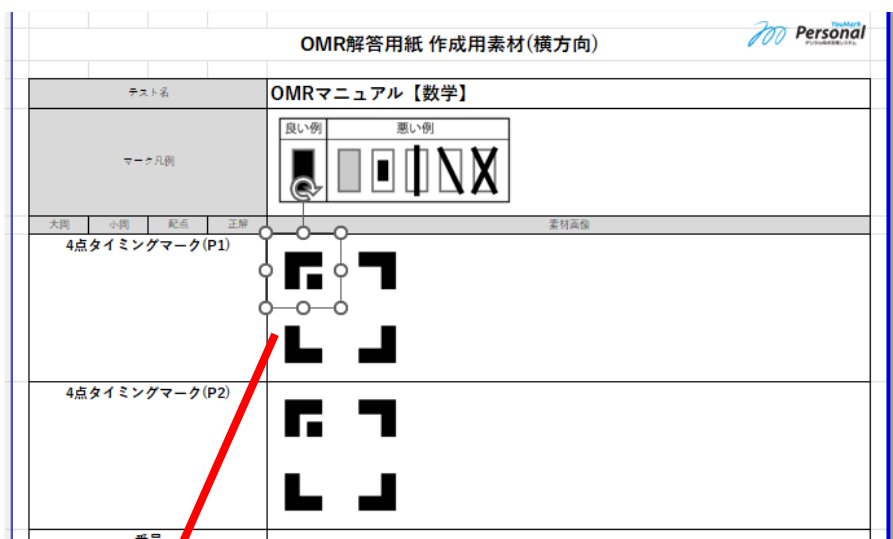 OMR解答用紙 作成用素材(横方向)
YouMark
Personal
テスト名
OMRマニュアル【数学】
マーク凡例
良い例 悪い例
大問 小問 配点 正解 素材画像
4点タイミングマーク(P1)
4点タイミングマーク(P2)
番号